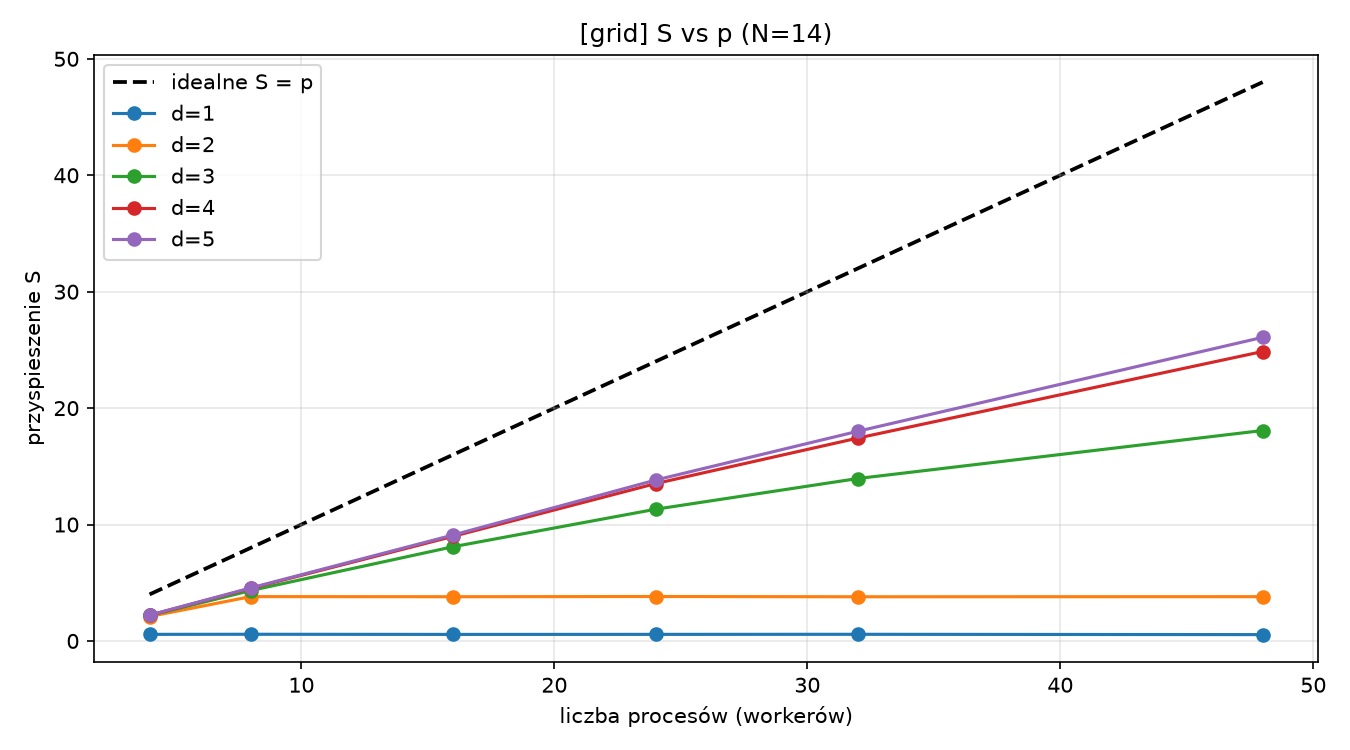 [grid] S vs p (N=14)
idealne S = p
d=1
d=2
d=3
d=4
d=5
przyspieszenie S
50
40
30
20
10
0
10
20
30
40
50
liczba procesów (workerów)